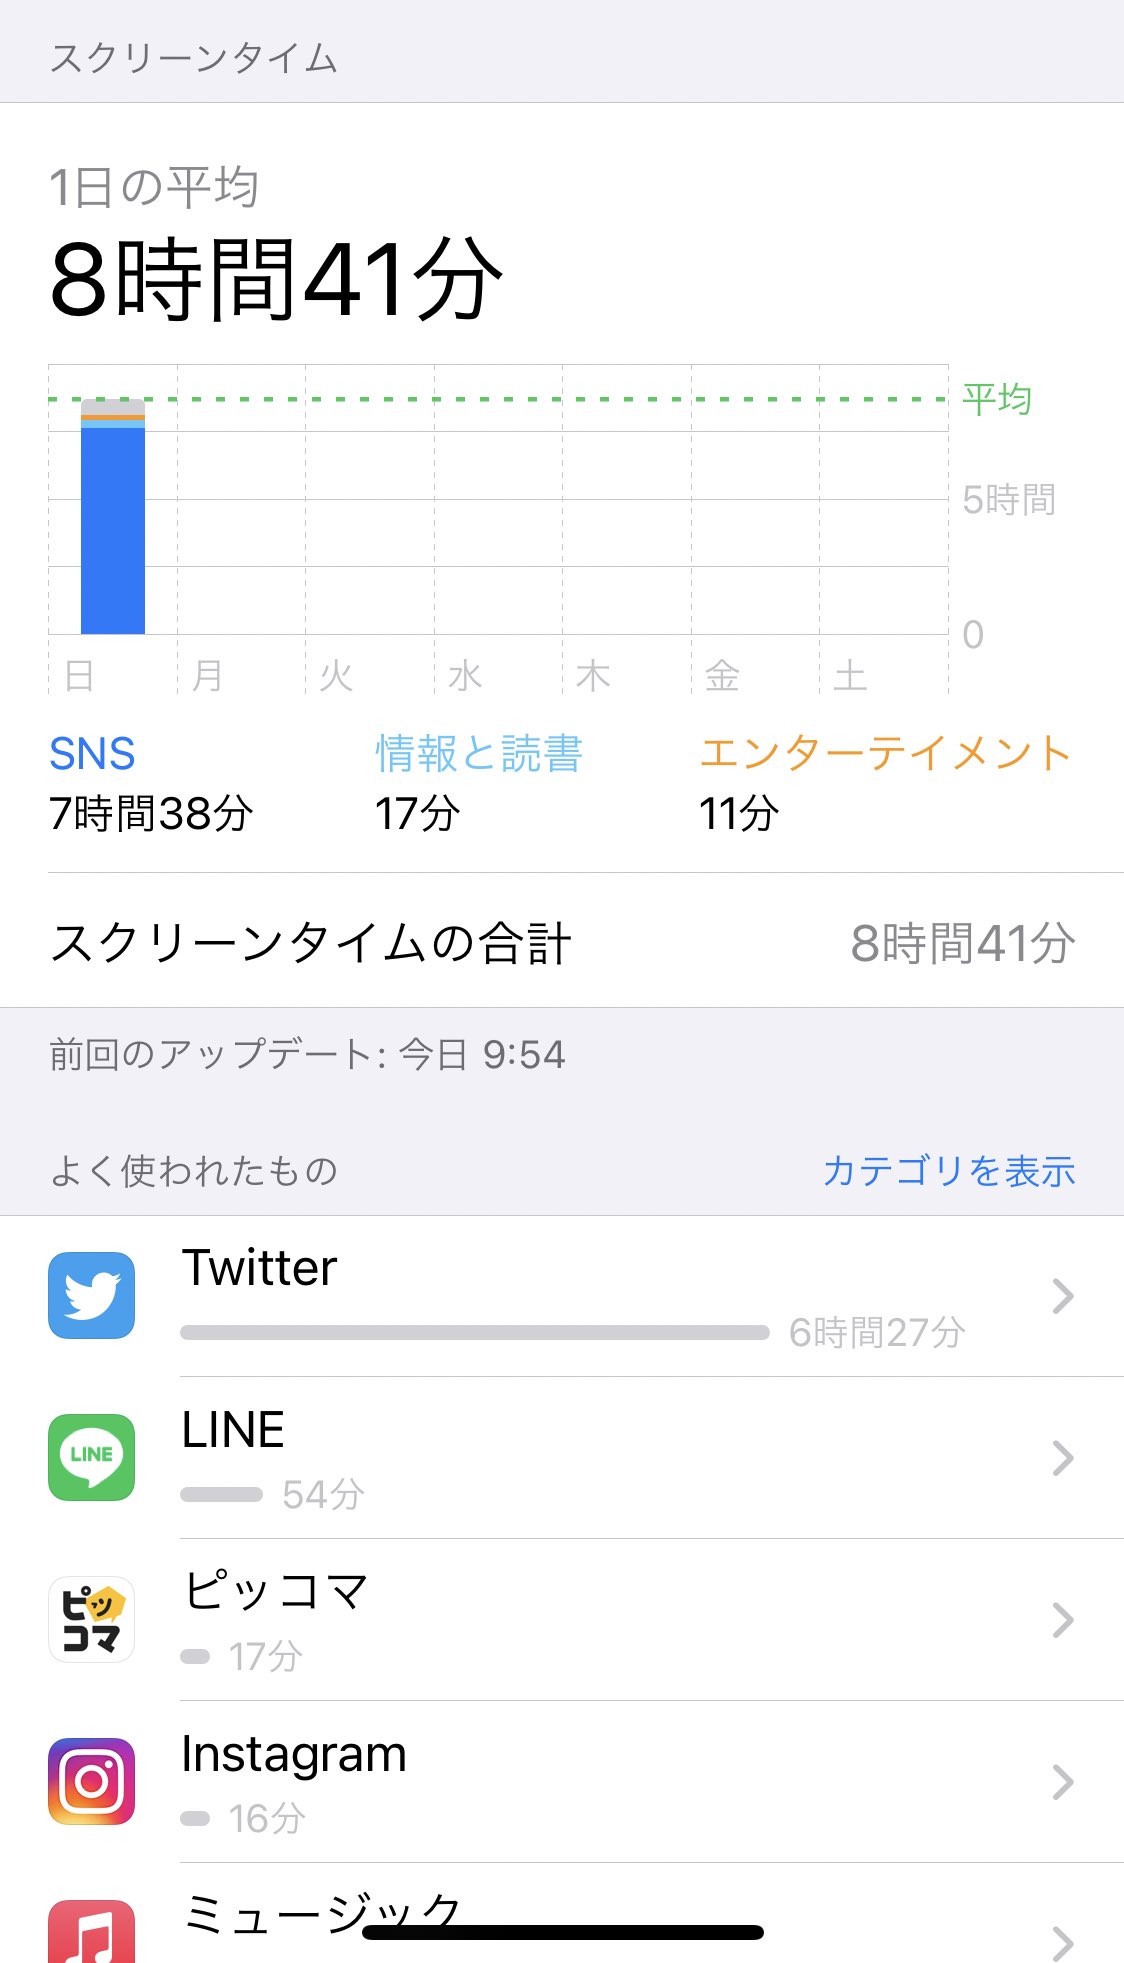 スクリーンタイム
1日の平均
8時間41分
平均
5時間
0
日 月 火 水 木 金 土
SNS 情報と読書 エンターテイメント
7時間38分 17分 11分
スクリーンタイムの合計 8時間41分
前回のアップデート: 今日 9:54
よく使われたもの カテゴリを表示
Twitter
6時間27分
LINE
LINE
54分
ピッコマ
ピッコマ
17分
Instagram
16分
ミュージック